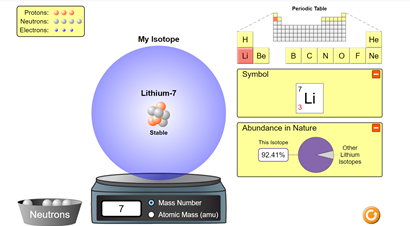 Protons:
Neutrons:
Electrons:
My Isotope
Lithium-7
Stable
Periodic Table
H
He
Li Be B C N O F Ne
Symbol
7
Li
3
Abundance in Nature
This Isotope
92.41%
Other
Lithium
Isotopes
7
Mass Number
Atomic Mass (amu)
Neutrons